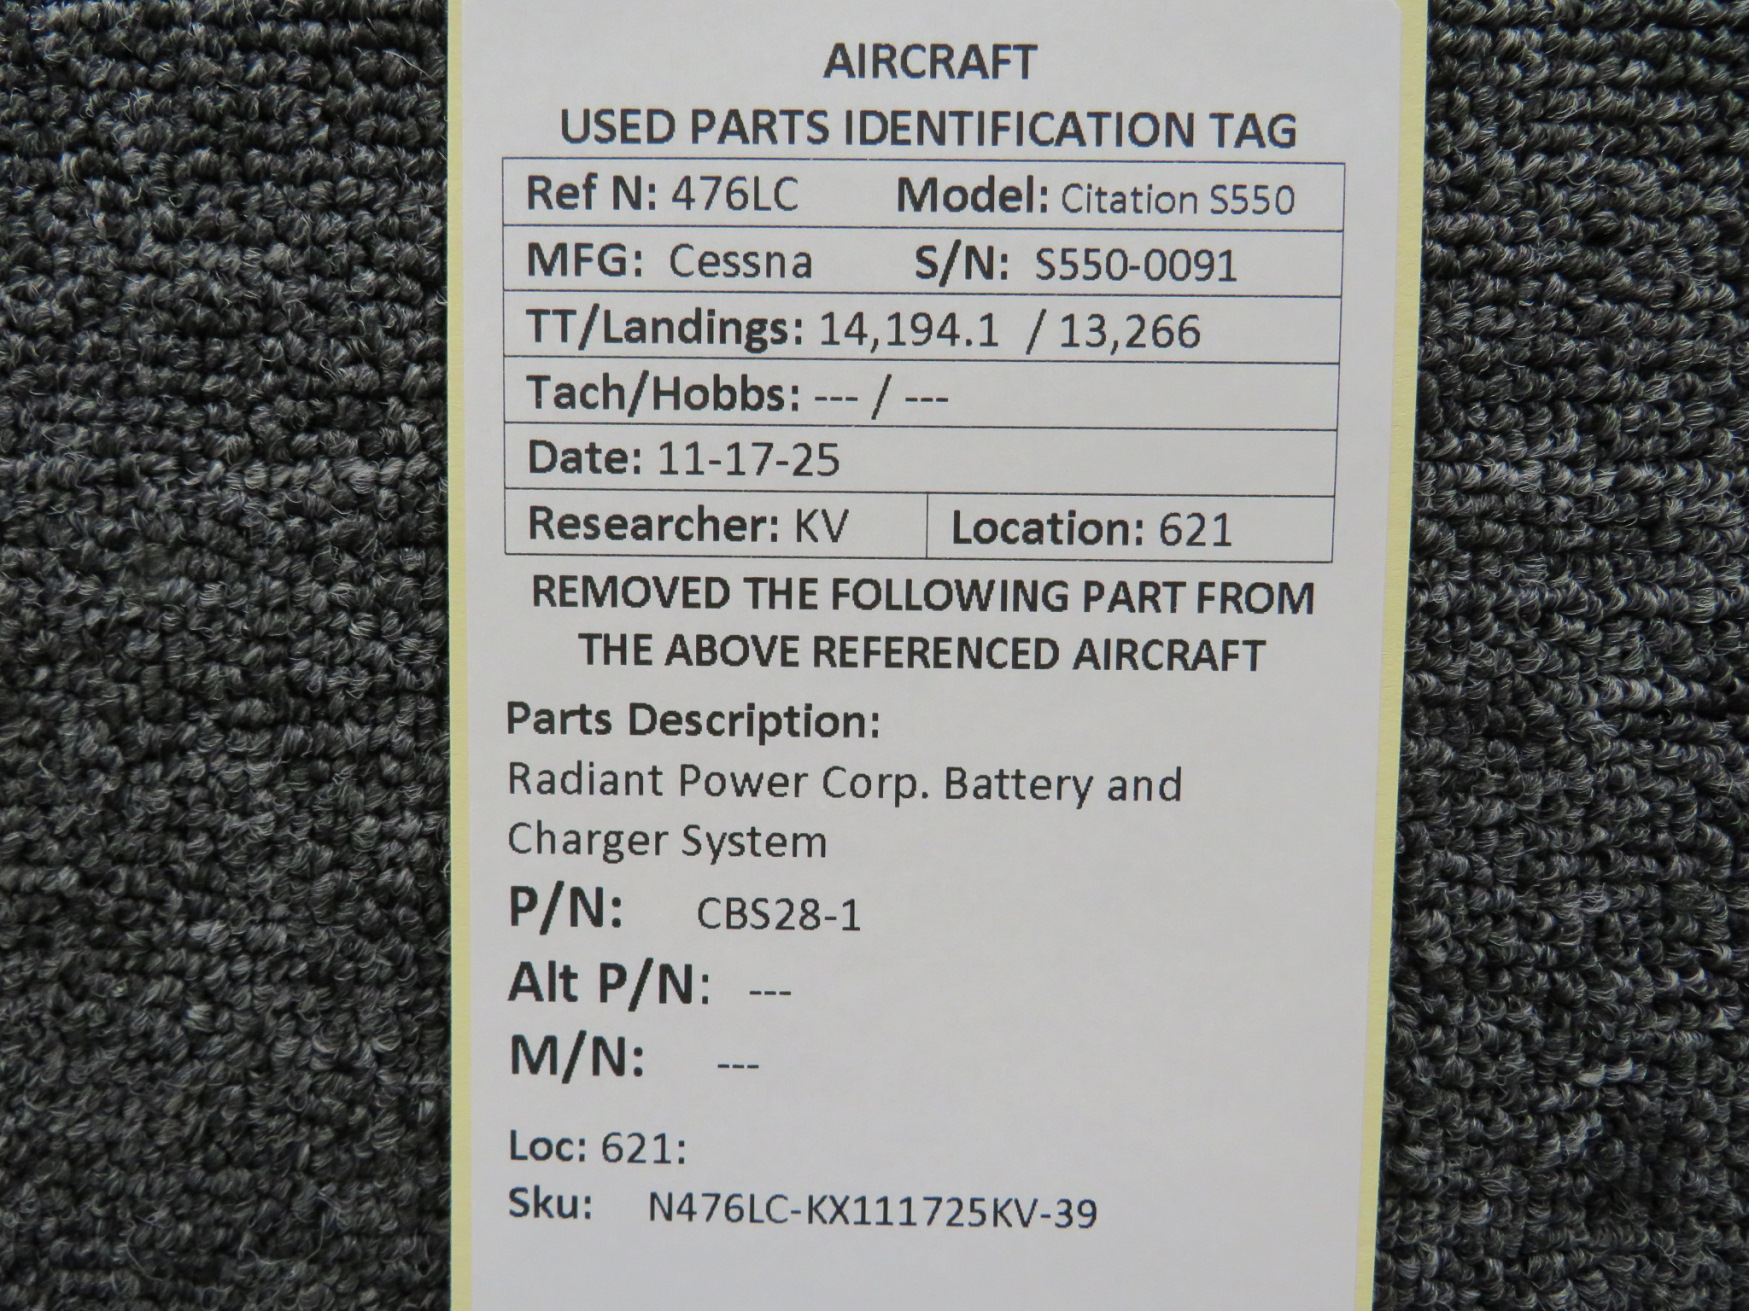 AIRCRAFT
USED PARTS IDENTIFICATION TAG
Ref N: 476LC Model: Citation S550
MFG: Cessna S/N: S550-0091
TT/Landings: 14,194.1 / 13,266
Tach/Hobbs: --- / ---
Date: 11-17-25
Researcher: KV Location: 621
REMOVED THE FOLLOWING PART FROM
THE ABOVE REFERENCED AIRCRAFT
Parts Description:
Radiant Power Corp. Battery and
Charger System
P/N: CBS28-1
Alt P/N: ---
M/N: ---
Loc: 621:
Sku: N476LC-KX111725KV-39